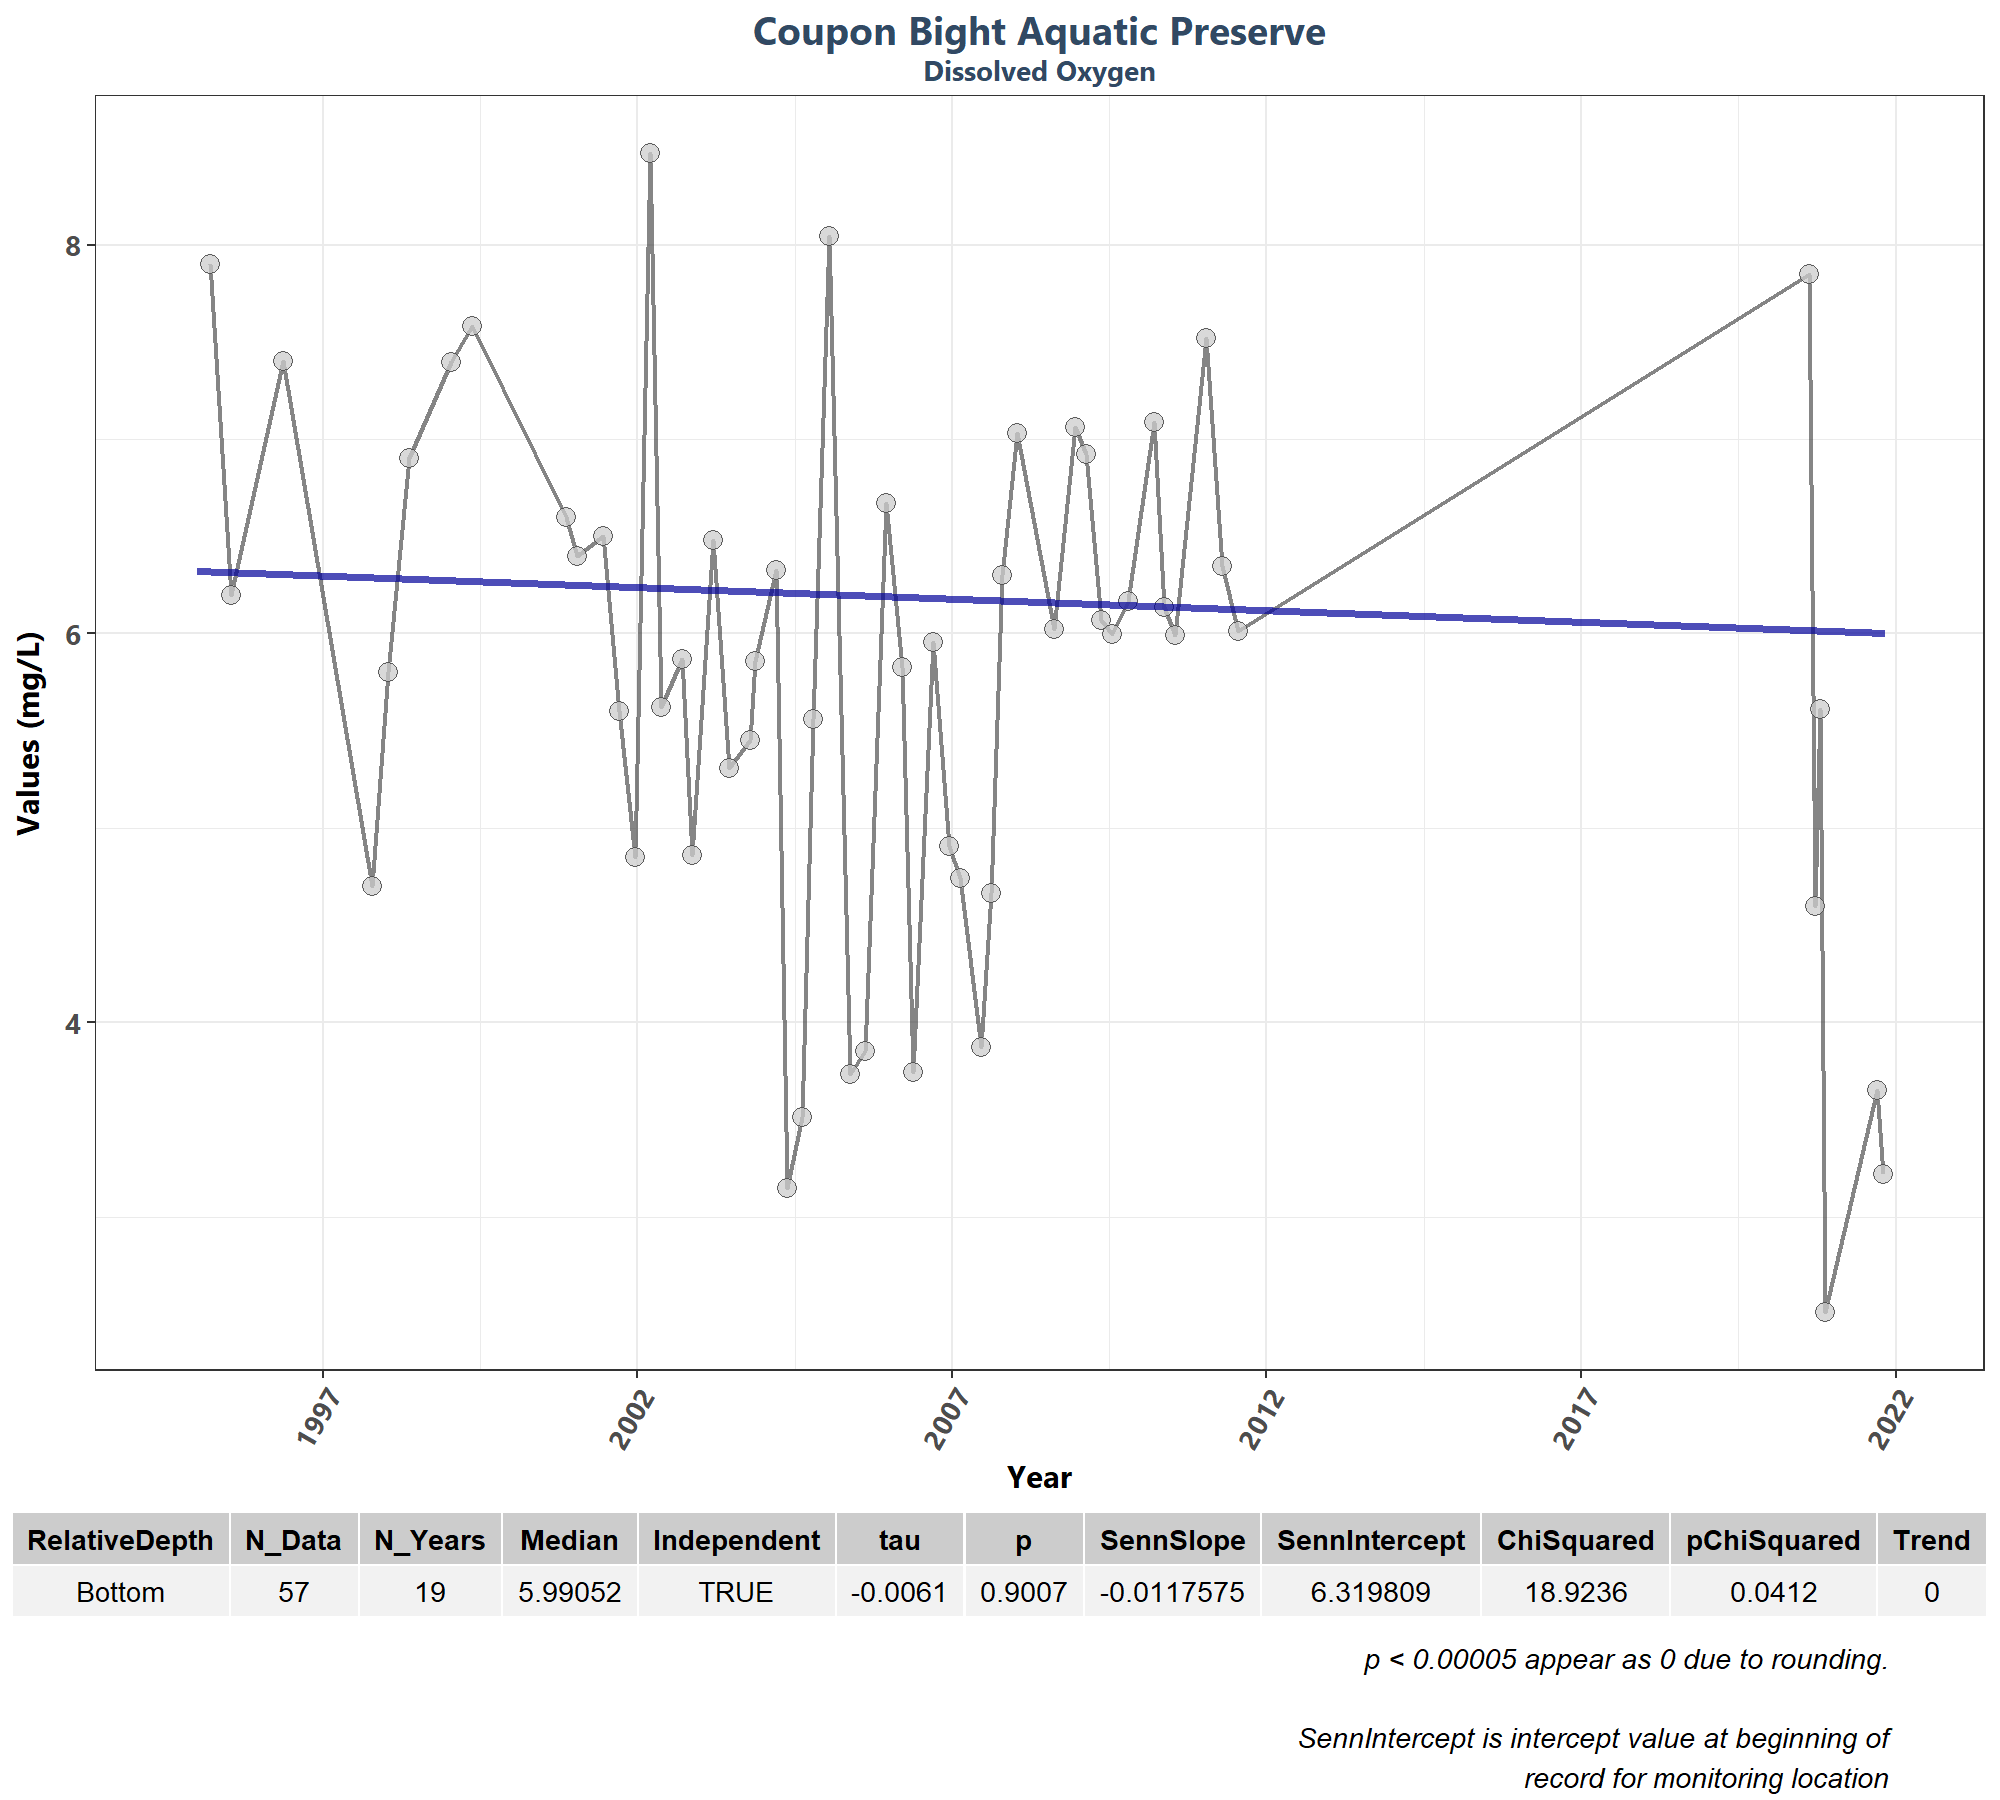 Coupon Bight Aquatic Preserve
Dissolved Oxygen
Values (mg/L)
8
6
4
1997
2002
2007
2012
2017
2022
Year
RelativeDepth N_Data N_Years Median Independent tau p SennSlope SennIntercept ChiSquared pChiSquared Trend
Bottom 57 19 5.99052 TRUE -0.0061 0.9007 -0.0117575 6.319809 18.9236 0.0412 0
p < 0.00005 appear as 0 due to rounding.
SennIntercept is intercept value at beginning of
record for monitoring location